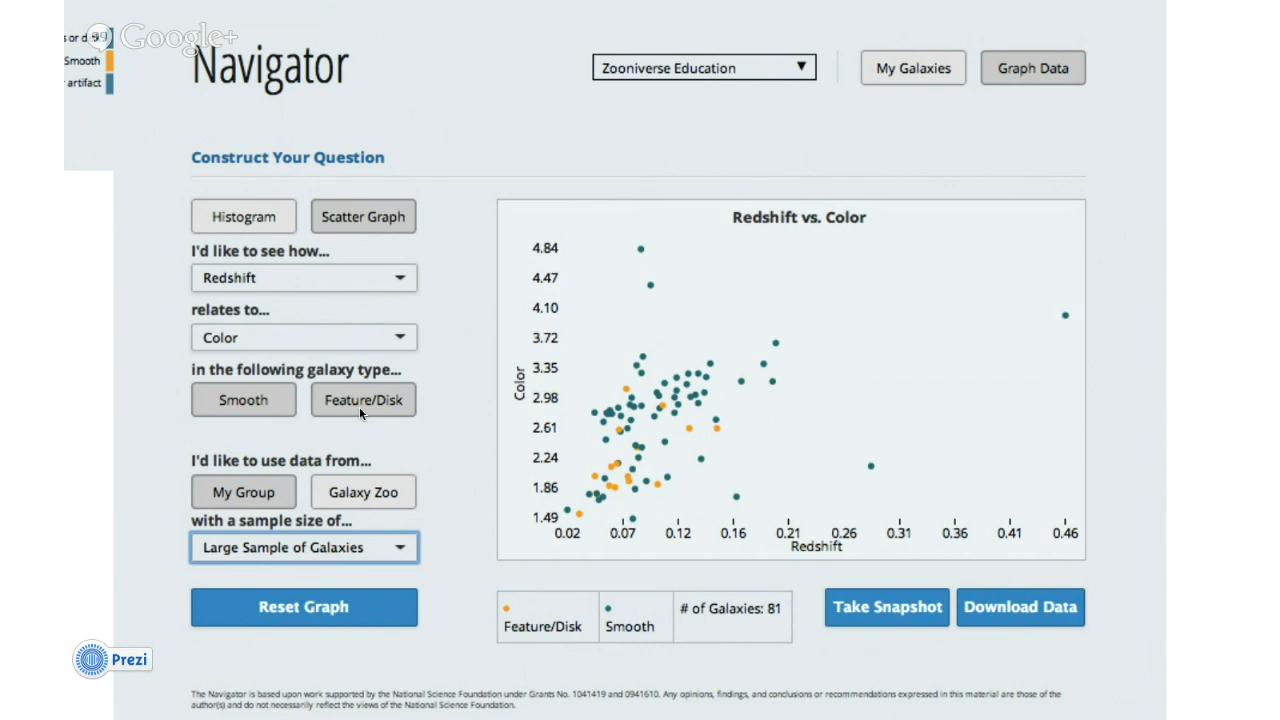 s or d
99
Google+
Smooth
artifact
Navigator
Zooniverse Education
My Galaxies
Graph Data
Construct Your Question
Histogram
Scatter Graph
I'd like to see how...
Redshift
relates to...
Color
in the following galaxy type...
Smooth
Feature/Disk
I'd like to use data from...
My Group
Galaxy Zoo
with a sample size of...
Large Sample of Galaxies
Reset Graph
Redshift vs. Color
4.84
4.47
4.10
3.72
3.35
2.98
2.61
2.24
1.86
1.49
Color
0.02 0.07 0.12 0.16 0.21 0.26 0.31 0.36 0.41 0.46
Redshift
Feature/Disk
Smooth
# of Galaxies: 81
Take Snapshot
Download Data
Prezi
The Navigator is based upon work supported by the National Science Foundation under Grants No. 1041419 and 0941610. Any opinions, findings, and conclusions or recommendations expressed in this material are those of the
author(s) and do not necessarily reflect the views of the National Science Foundation.